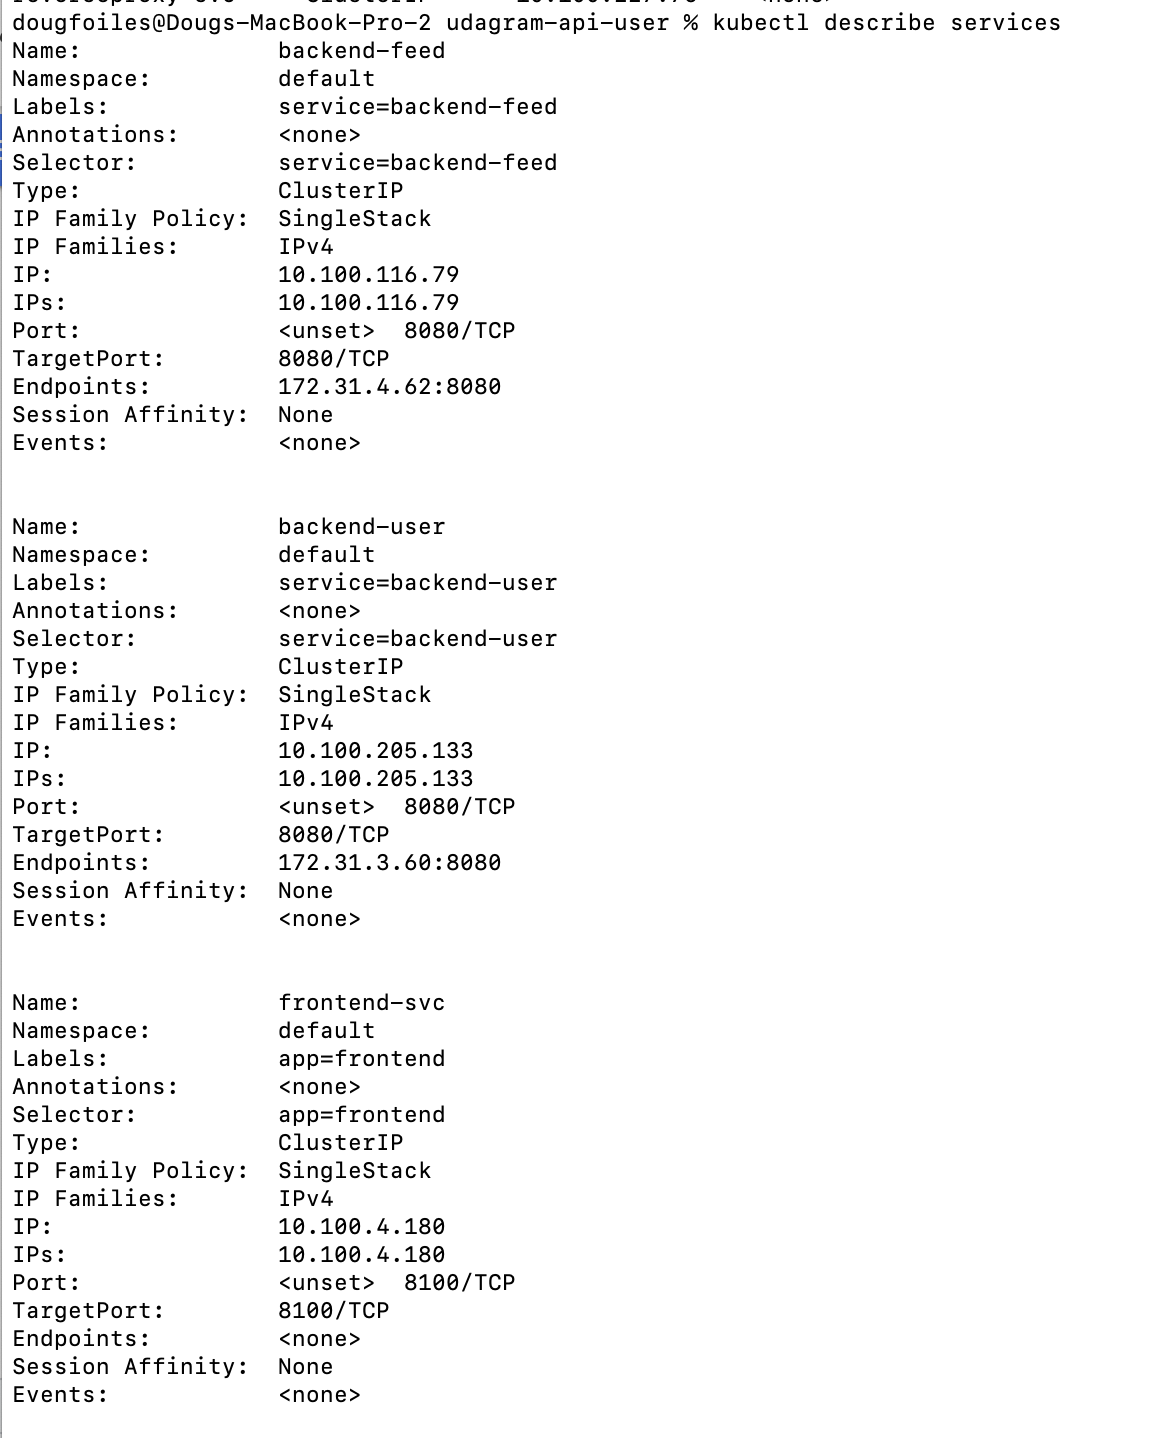 dougfoiles@Dougs-MacBook-Pro-2 udagram-api-user % kubectl describe services
Name:              backend-feed
Namespace:         default
Labels:            service=backend-feed
Annotations:       <none>
Selector:          service=backend-feed
Type:              ClusterIP
IP Family Policy:  SingleStack
IP Families:       IPv4
IP:                10.100.116.79
IPs:               10.100.116.79
Port:              <unset>  8080/TCP
TargetPort:        8080/TCP
Endpoints:         172.31.4.62:8080
Session Affinity:  None
Events:            <none>
Name:              backend-user
Namespace:         default
Labels:            service=backend-user
Annotations:       <none>
Selector:          service=backend-user
Type:              ClusterIP
IP Family Policy:  SingleStack
IP Families:       IPv4
IP:                10.100.205.133
IPs:               10.100.205.133
Port:              <unset>  8080/TCP
TargetPort:        8080/TCP
Endpoints:         172.31.3.60:8080
Session Affinity:  None
Events:            <none>
Name:              frontend-svc
Namespace:         default
Labels:            app=frontend
Annotations:       <none>
Selector:          app=frontend
Type:              ClusterIP
IP Family Policy:  SingleStack
IP Families:       IPv4
IP:                10.100.4.180
IPs:               10.100.4.180
Port:              <unset>  8100/TCP
TargetPort:        8100/TCP
Endpoints:         <none>
Session Affinity:  None
Events:            <none>